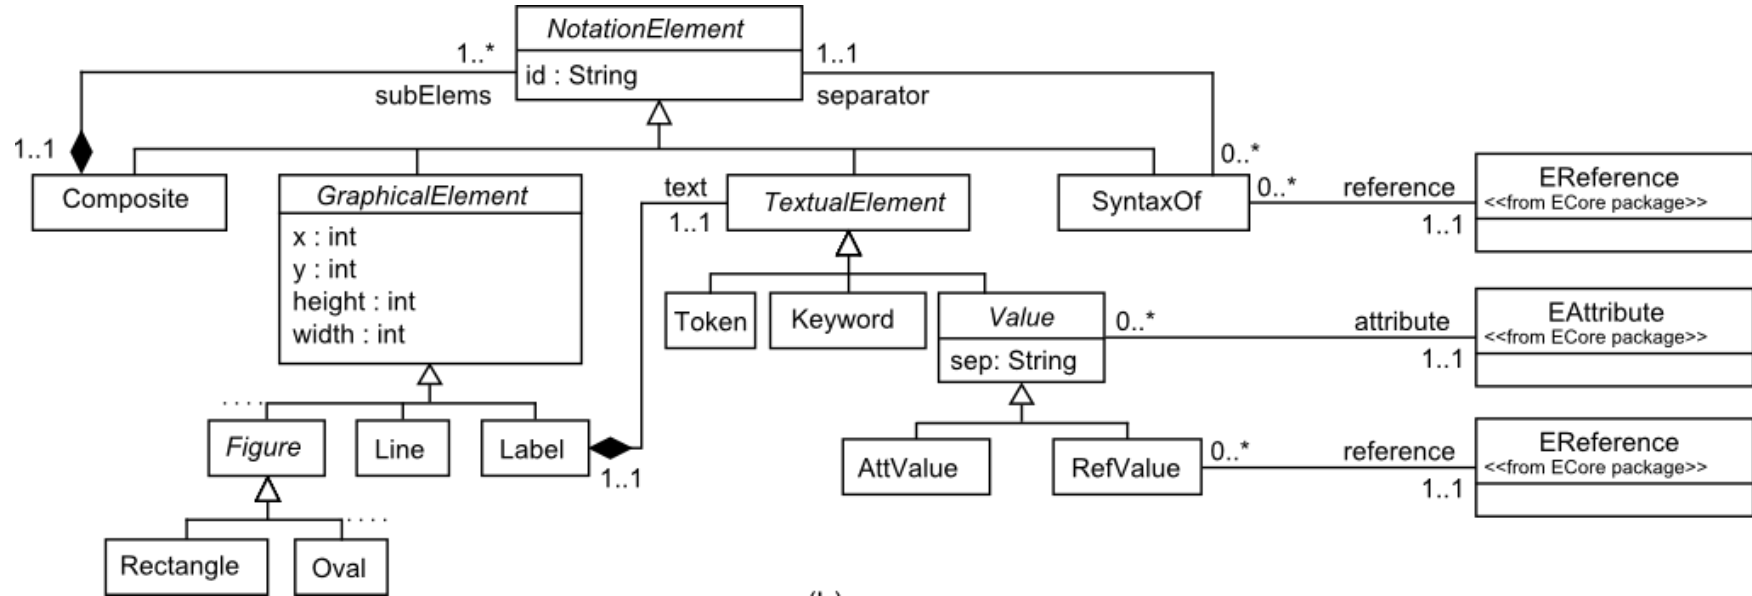 NotationElement
id : String
1..*
subElems
1..1
separator
1..1
Composite
GraphicalElement
x : int
y : int
height : int
width : int
text
1..1
TextualElement
0..*
SyntaxOf
0..*
reference
1..1
EReference
<<from ECore package>>
Token
Keyword
Value
sep: String
0..*
attribute
1..1
EAttribute
<<from ECore package>>
. . . .
Figure
Line
Label
1..1
AttValue
RefValue
0..*
reference
1..1
EReference
<<from ECore package>>
. . . .
Rectangle
Oval